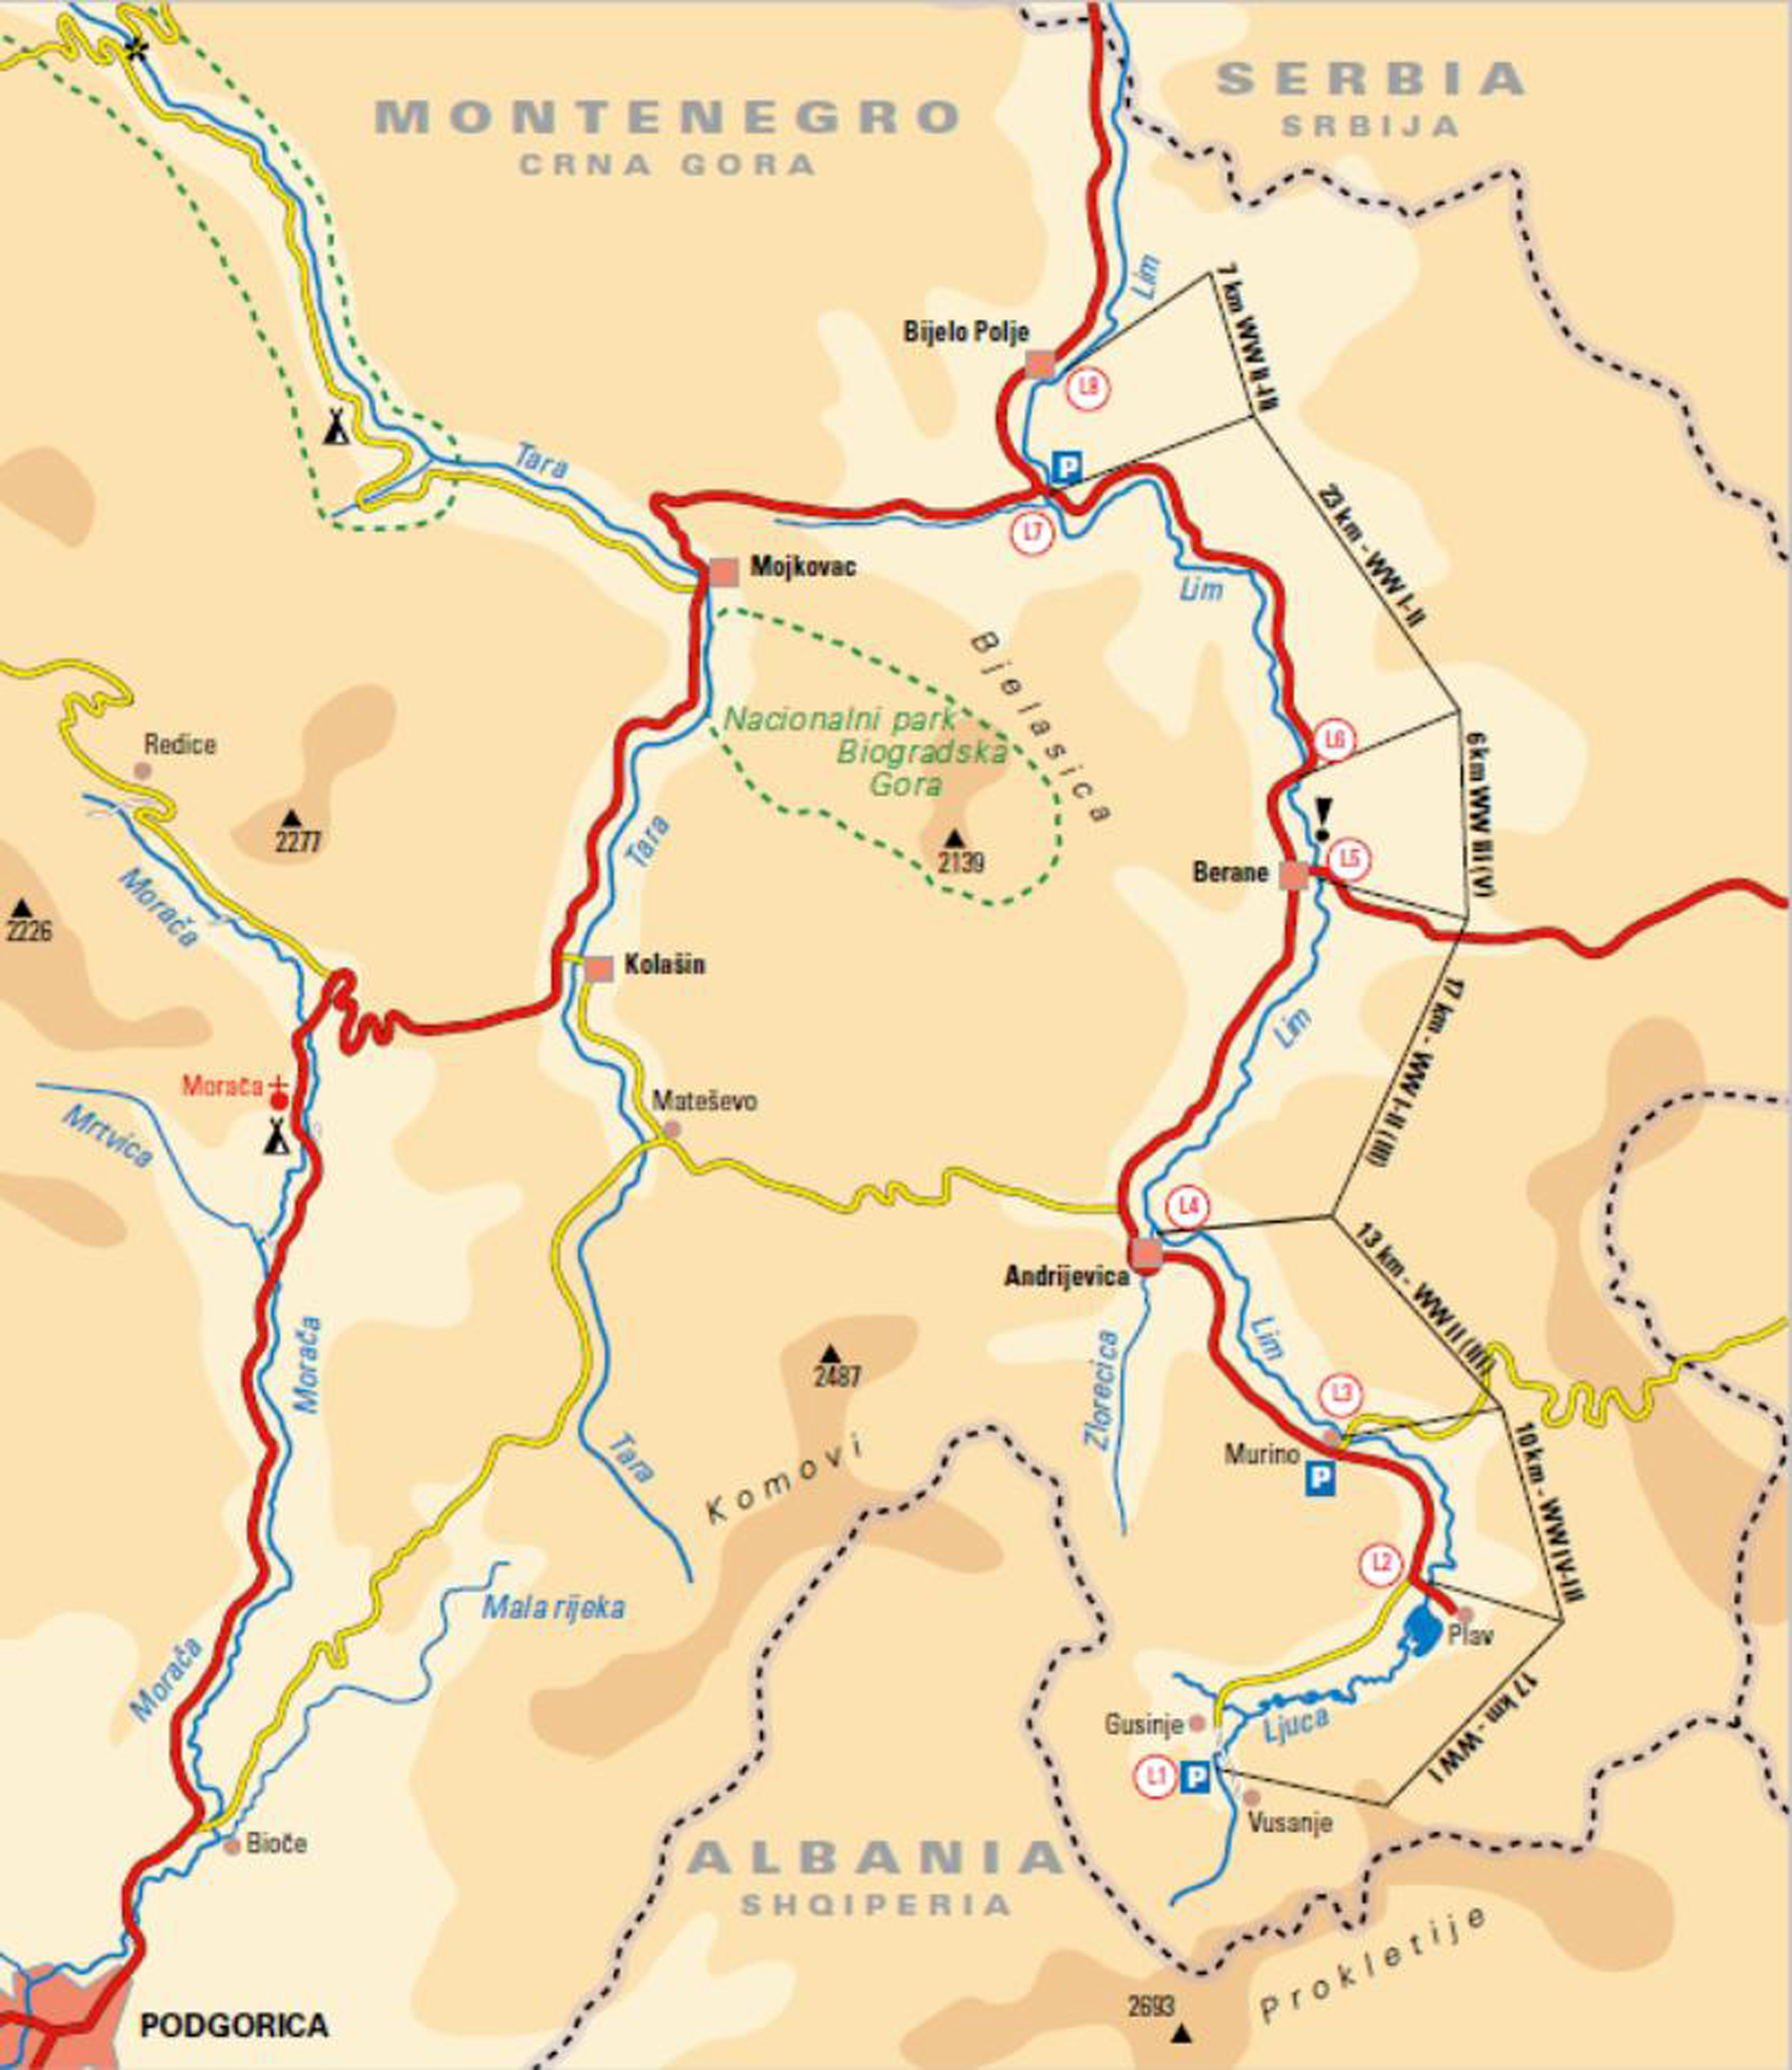 MONTENEGRO
CRNA GORA
SERBIA
SRBIJA
Lim
7 km WW II-III
Bijelo Polje
L8
Tara
P
23 km - WW I-II
L7
Mojkovac
Lim
Bjelasica
Nacionalni park
Biogradska
Gora
Redice
L6
6km WW III (V)
2277
Tara
2139
Berane
L5
Morača
2226
Kolašin
17 km - WW I-II (III)
Lim
Morača
Mrtvica
Mateševo
L4
13 km - WW II (III)
Andrijevica
Morača
Lim
Zlorecica
2487
L3
Tara
Komovi
Murino
P
10km - WW IV-III
L2
Mala rijeka
Plav
Morača
17 km - WW I
Gusinje
Ljuca
L1
P
Vusanje
Bioče
ALBANIA
SHQIPERIA
Prokletije
2693
PODGORICA